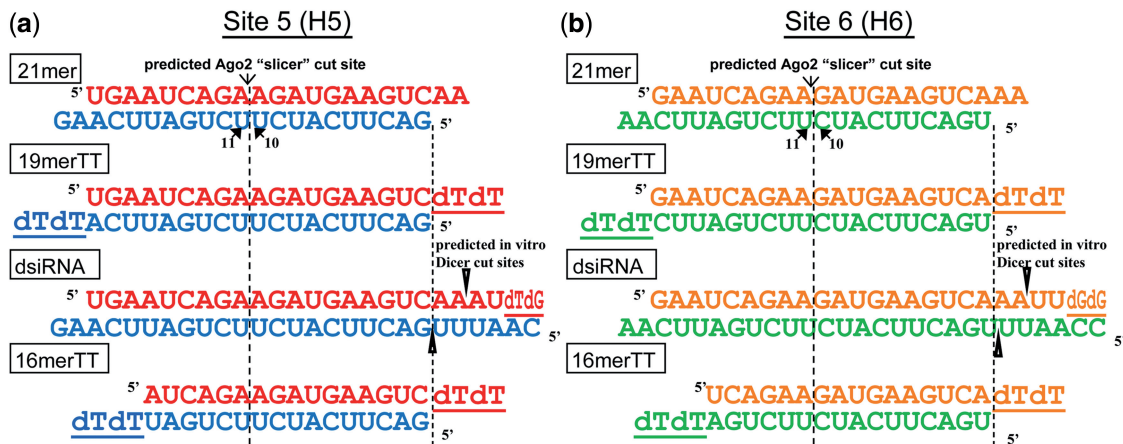 (a) Site 5 (H5)
21mer
predicted Ago2 "slicer" cut site
5' UGAAUCAGAAGAUGAAGUCAA
GAACUUAGUCUUCUACUUCAG 5'
11 10
19merTT
5' UGAAUCAGAAGAUGAAGUCdTdT
dTdTACUUAGUCUUCUACUUCAG 5'
predicted in vitro
Dicer cut sites
dsiRNA
5' UGAAUCAGAAGAUGAAGUCAAAUdTdG
GAACUUAGUCUUCUACUUCAGUUUAAC 5'
16merTT
5' AUCAGAAGAUGAAGUCdTdT
dTdTUAGUCUUCUACUUCAG 5'
(b) Site 6 (H6)
21mer
predicted Ago2 "slicer" cut site
5' GAAUCAGAAGAUGAAGUCAAA
AACUUAGUCUUCUACUUCAGU 5'
11 10
19merTT
5' GAAUCAGAAGAUGAAGUCAdTdT
dTdTCUUAGUCUUCUACUUCAGU 5'
predicted in vitro
Dicer cut sites
dsiRNA
5' GAAUCAGAAGAUGAAGUCAAAUUdGdG
AACUUAGUCUUCUACUUCAGUUUAACC 5'
16merTT
5' UCAGAAGAUGAAGUCAdTdT
dTdTAGUCUUCUACUUCAGU 5'